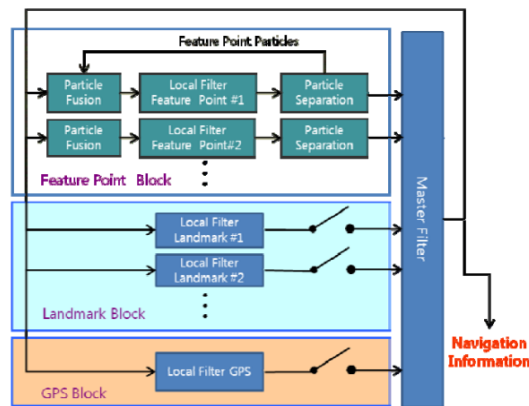 Feature Point Particles
Particle
Fusion
Local Filter
Feature Point #1
Particle
Separation
Particle
Fusion
Local Filter
Feature Point#2
Particle
Separation
Feature Point Block
Local Filter
Landmark #1
Local Filter
Landmark #2
Landmark Block
Local Filter GPS
GPS Block
Master Filter
Navigation
Information